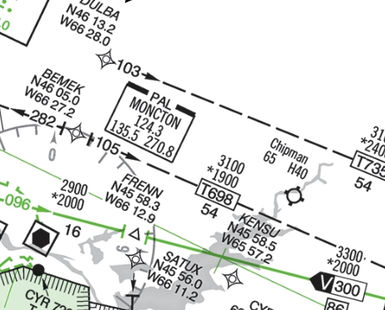 DULBA
N46 13.2
W66 28.0
103
BEMEK
N46 05.0
W66 27.2
282
105
PAL
MONCTON
124.3
135.5 270.8
Chipman
65 H40
3100
*1900
T698
54
54
FRENN
N45 58.3
W66 12.9
2900
*2000
096
16
KENSU
N45 58.5
W65 57.2
SATUX
N45 56.0
W66 11.2
3300
*2000
V300
0